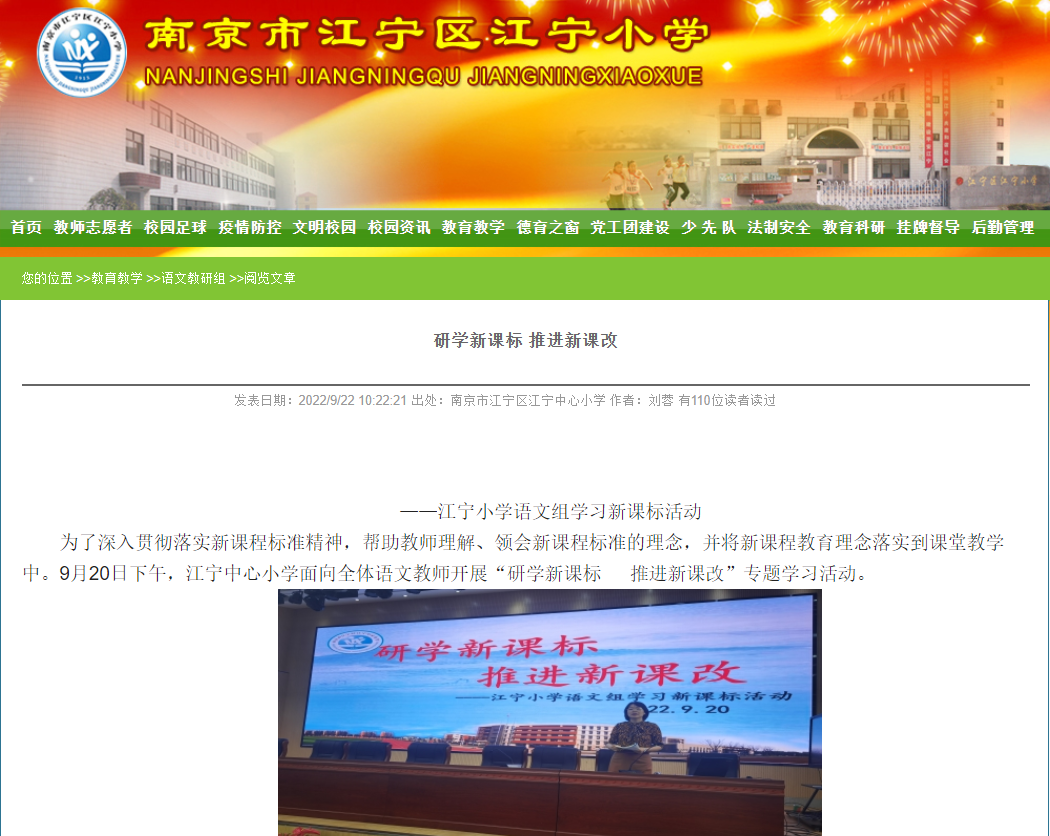 南京市江宁区江宁小学
NANJINGSHI JIANGNINGQU JIANGNINGXIAOXUE
江宁区江宁小学
首页 教师志愿者 校园足球 疫情防控 文明校园 校园资讯 教育教学 德育之窗 党工团建设 少 先 队 法制安全 教育科研 挂牌督导 后勤管理
您的位置 >>教育教学 >>语文教研组 >>阅览文章
研学新课标 推进新课改
发表日期：2022/9/22 10:22:21 出处：南京市江宁区江宁中心小学 作者：刘蓉 有110位读者读过
——江宁小学语文组学习新课标活动
为了深入贯彻落实新课程标准精神，帮助教师理解、领会新课程标准的理念，并将新课程教育理念落实到课堂教学
中。9月20日下午，江宁中心小学面向全体语文教师开展“研学新课标 推进新课改”专题学习活动。
研学新课标
推进新课改
——江宁小学语文组学习新课标活动
22.9.20